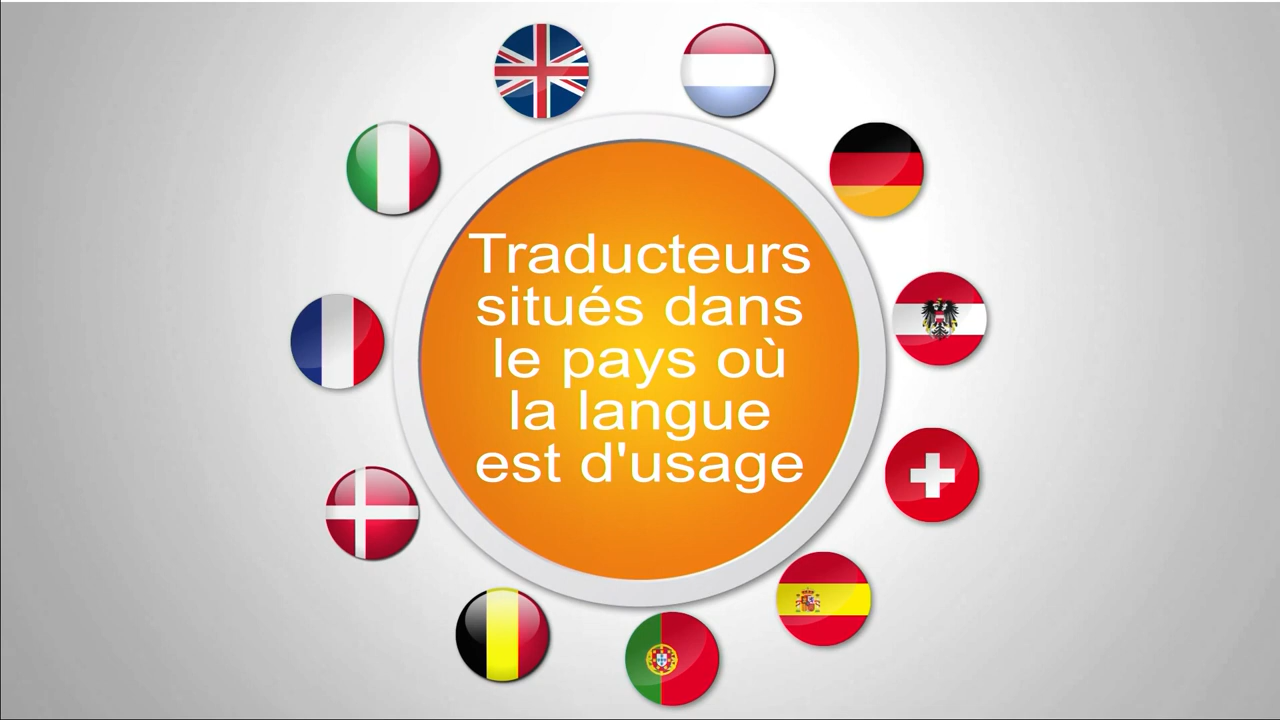 Traducteurs
situés dans
le pays où
la langue
est d'usage